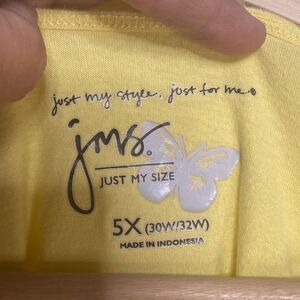 just my style. just for me.
jms.
JUST MY SIZE
5X (30W/32W)
MADE IN INDONESIA